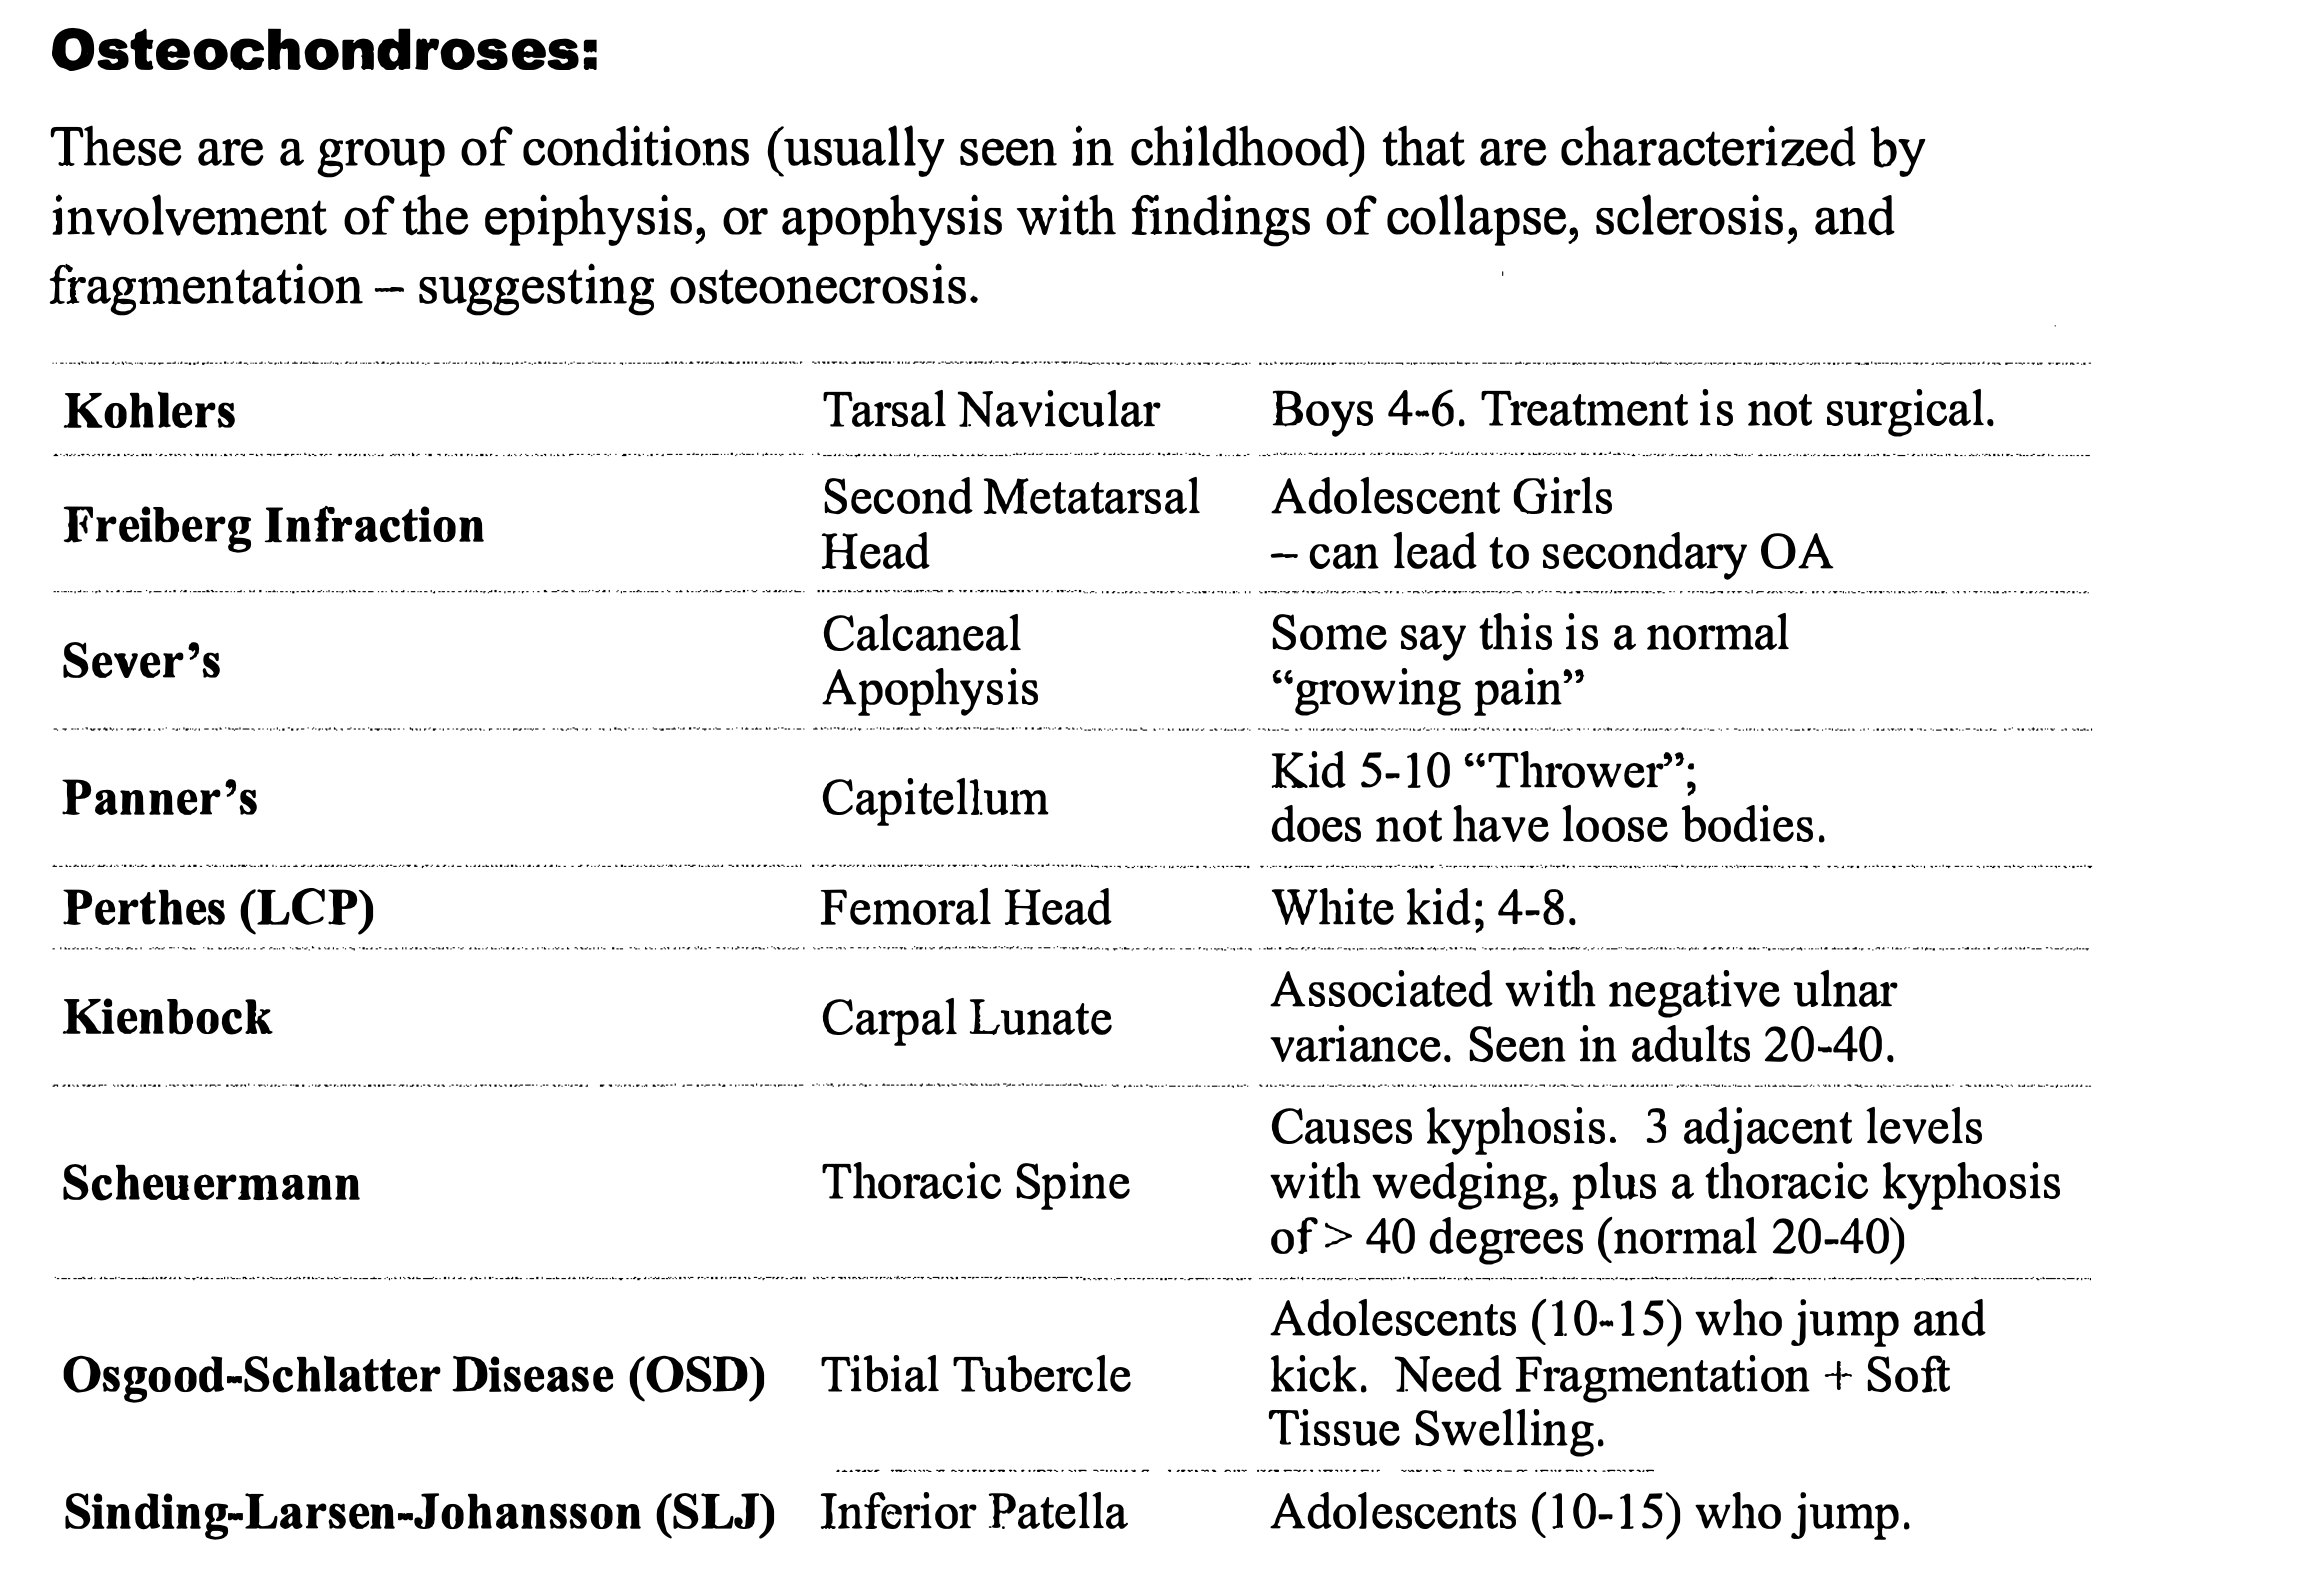 Osteochondroses:
These are a group of conditions (usually seen in childhood) that are characterized by
involvement of the epiphysis, or apophysis with findings of collapse, sclerosis, and
fragmentation – suggesting osteonecrosis.
Kohlers Tarsal Navicular Boys 4-6. Treatment is not surgical.
Freiberg Infraction
Second Metatarsal
Head
Adolescent Girls
– can lead to secondary OA
Sever’s
Calcaneal
Apophysis
Some say this is a normal
“growing pain”
Panner’s
Capitellum
Kid 5-10 “Thrower”;
does not have loose bodies.
Perthes (LCP) Femoral Head White kid; 4-8.
Kienbock
Carpal Lunate
Associated with negative ulnar
variance. Seen in adults 20-40.
Scheuermann
Thoracic Spine
Causes kyphosis. 3 adjacent levels
with wedging, plus a thoracic kyphosis
of > 40 degrees (normal 20-40)
Osgood-Schlatter Disease (OSD)
Tibial Tubercle
Adolescents (10-15) who jump and
kick. Need Fragmentation + Soft
Tissue Swelling.
Sinding-Larsen-Johansson (SLJ) Inferior Patella Adolescents (10-15) who jump.